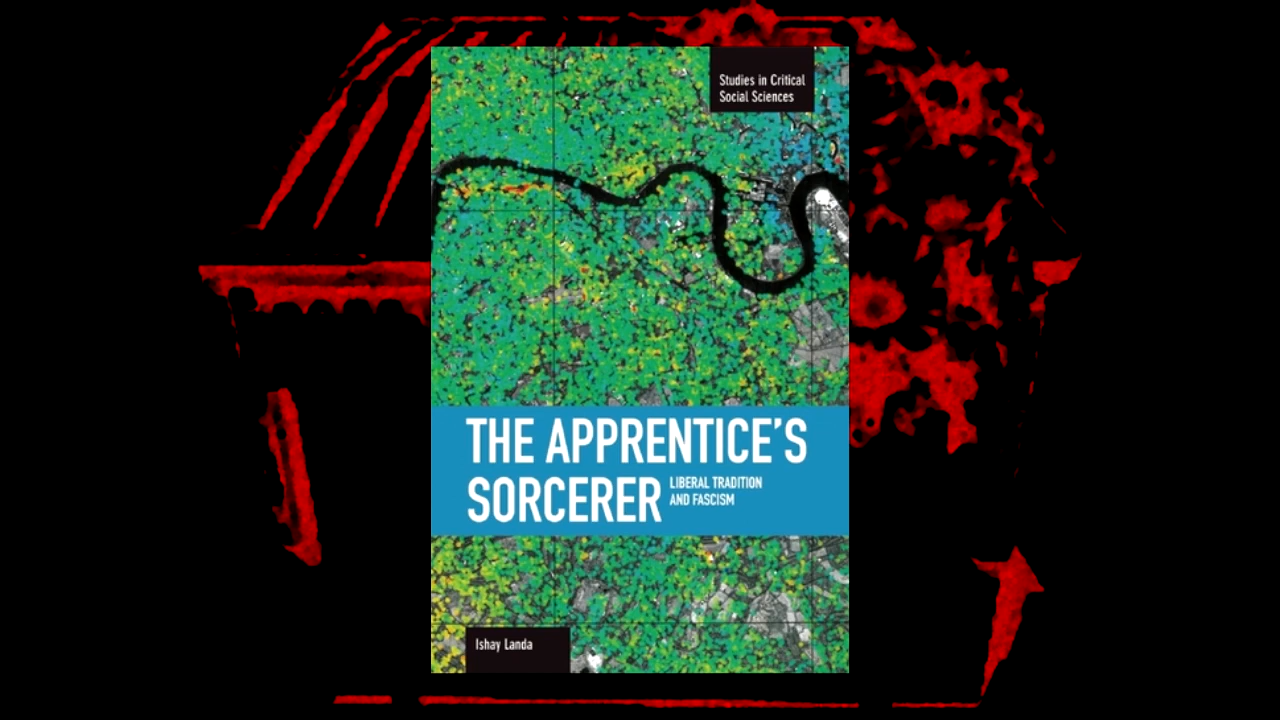 Studies in Critical
Social Sciences
THE APPRENTICE'S
SORCERER
LIBERAL TRADITION
AND FASCISM
Ishay Landa